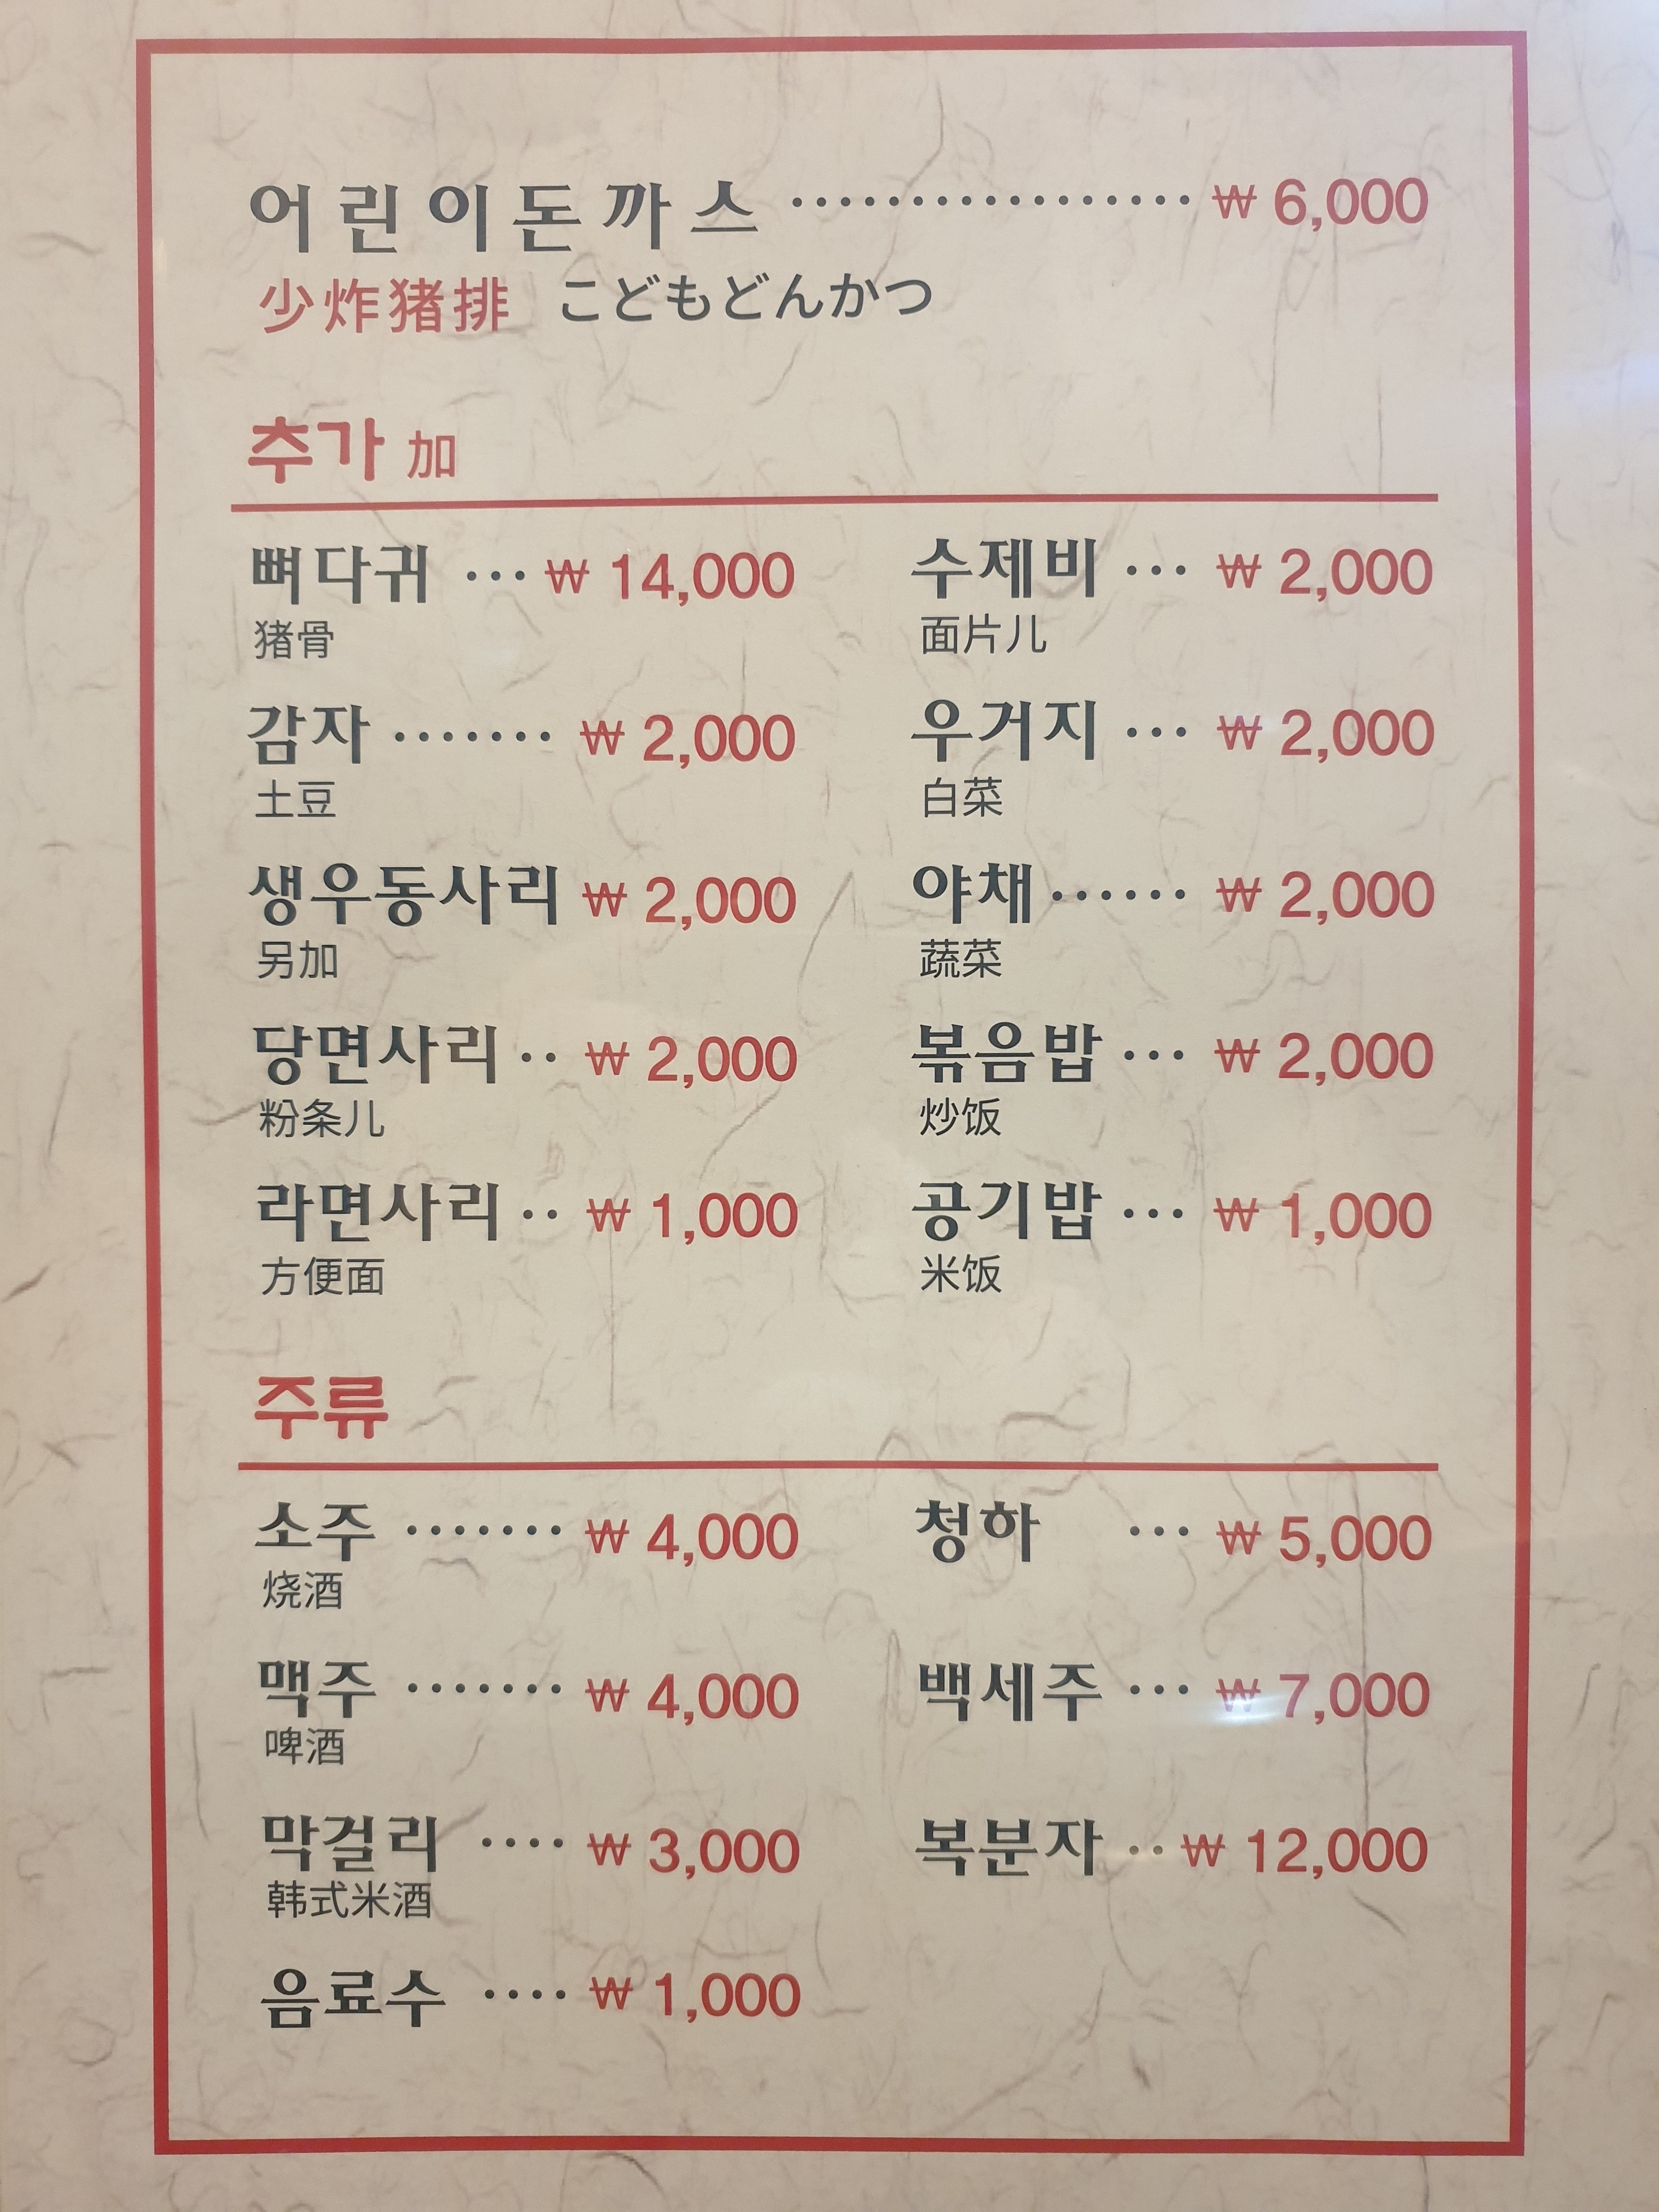 어린이돈까스 ················· ₩ 6,000
少炸猪排 こどもどんかつ
추가 加
뼈다귀 ··· ₩ 14,000
猪骨
감자 ······· ₩ 2,000
土豆
생우동사리 ₩ 2,000
另加
당면사리 ·· ₩ 2,000
粉条儿
라면사리 ·· ₩ 1,000
方便面
수제비 ··· ₩ 2,000
面片儿
우거지 ··· ₩ 2,000
白菜
야채 ······ ₩ 2,000
蔬菜
볶음밥 ··· ₩ 2,000
炒饭
공기밥 ··· ₩ 1,000
米饭
주류
소주 ······· ₩ 4,000
烧酒
맥주 ······· ₩ 4,000
啤酒
막걸리 ···· ₩ 3,000
韩式米酒
음료수 ···· ₩ 1,000
청하 ··· ₩ 5,000
백세주 ··· ₩ 7,000
복분자 ·· ₩ 12,000